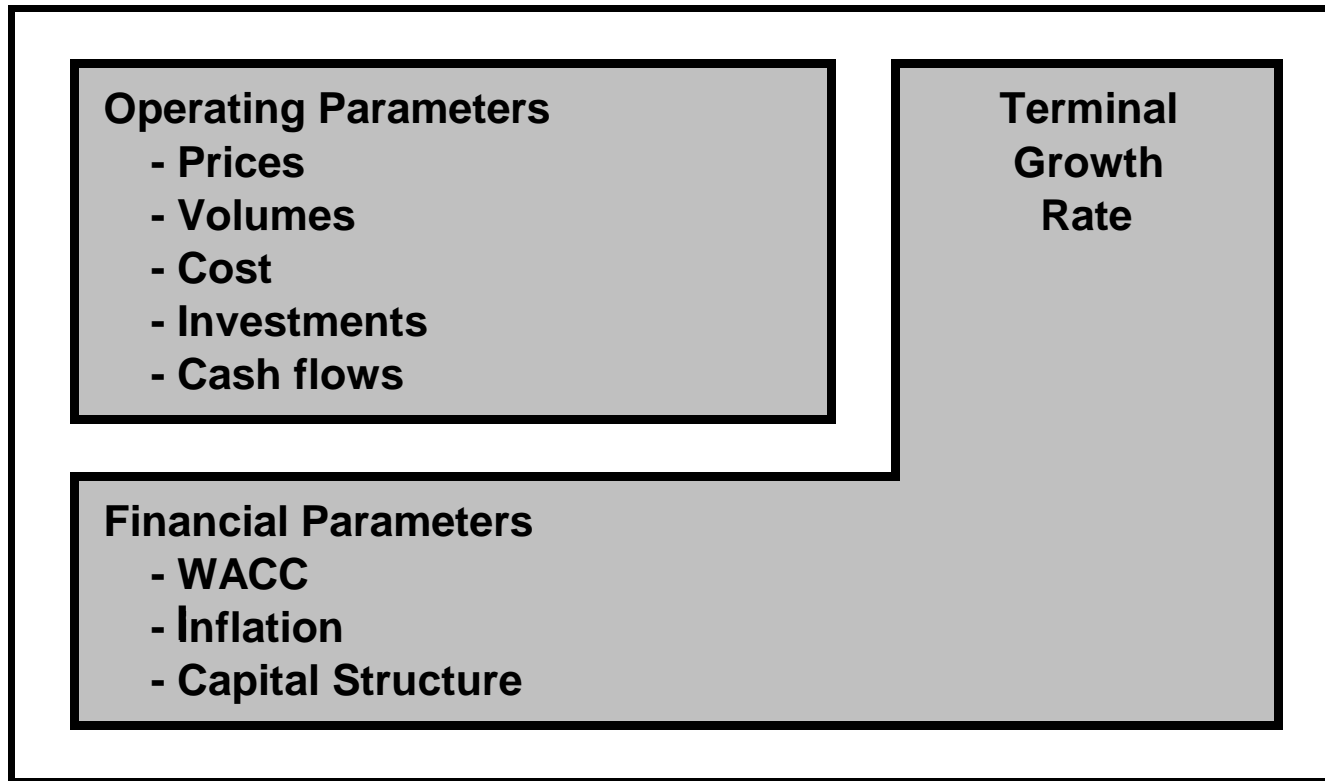 Operating Parameters
- Prices
- Volumes
- Cost
- Investments
- Cash flows
Terminal
Growth
Rate
Financial Parameters
- WACC
- Inflation
- Capital Structure